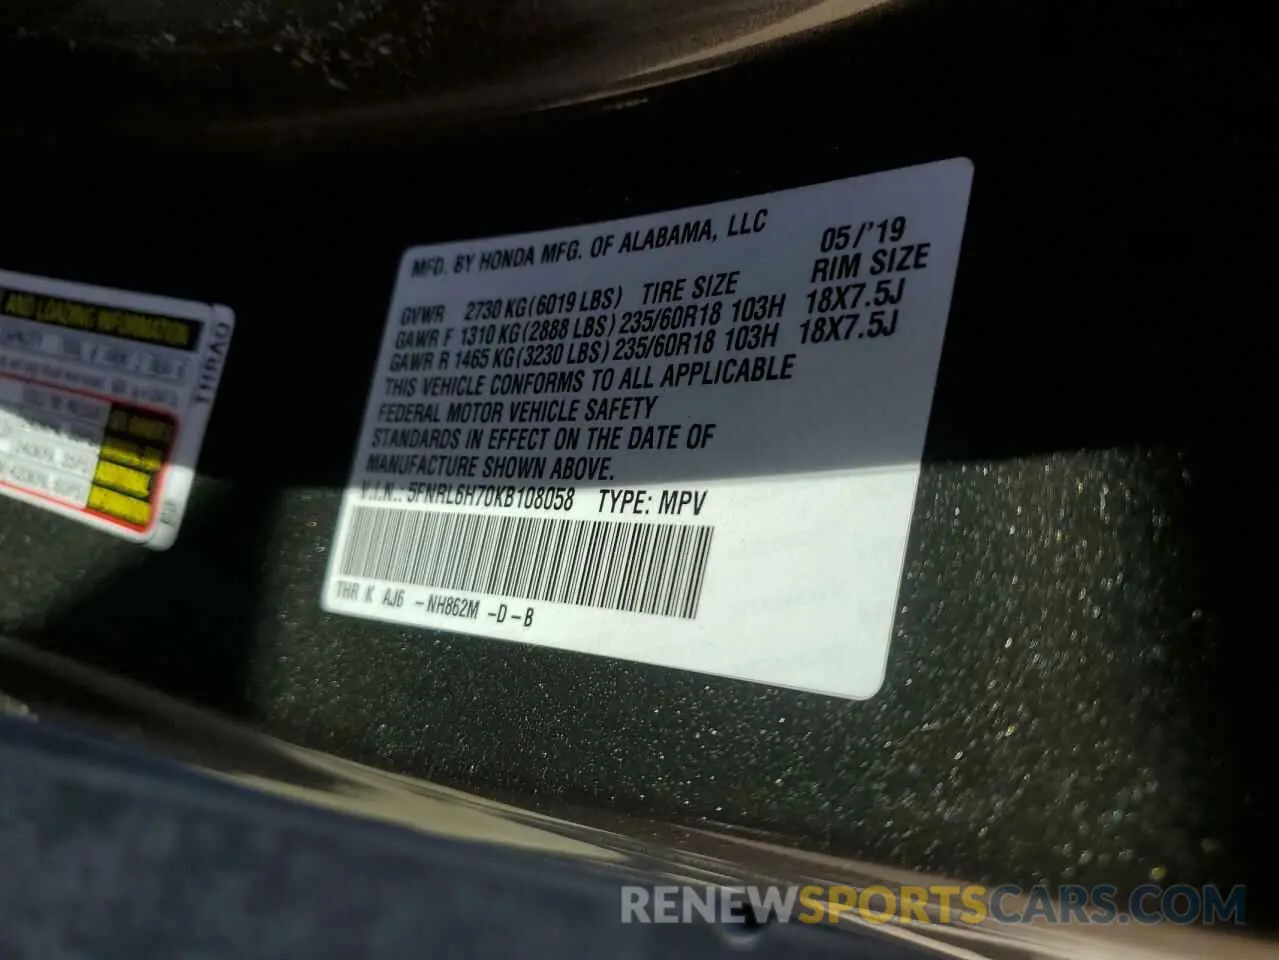 MFD. BY HONDA MFG. OF ALABAMA, LLC 05/'19
GVWR 2730 KG (6019 LBS) TIRE SIZE RIM SIZE
GAWR F 1310 KG (2888 LBS) 235/60R18 103H 18X7.5J
GAWR R 1465 KG (3230 LBS) 235/60R18 103H 18X7.5J
THIS VEHICLE CONFORMS TO ALL APPLICABLE
FEDERAL MOTOR VEHICLE SAFETY
STANDARDS IN EFFECT ON THE DATE OF
MANUFACTURE SHOWN ABOVE.
V.I.N.: 5FNRL6H70KB108058 TYPE: MPV
THR K AJ6 -NH862M -D-B
AND LOADING INFORMATION
THRA0
RENEWSPORTSCARS.COM